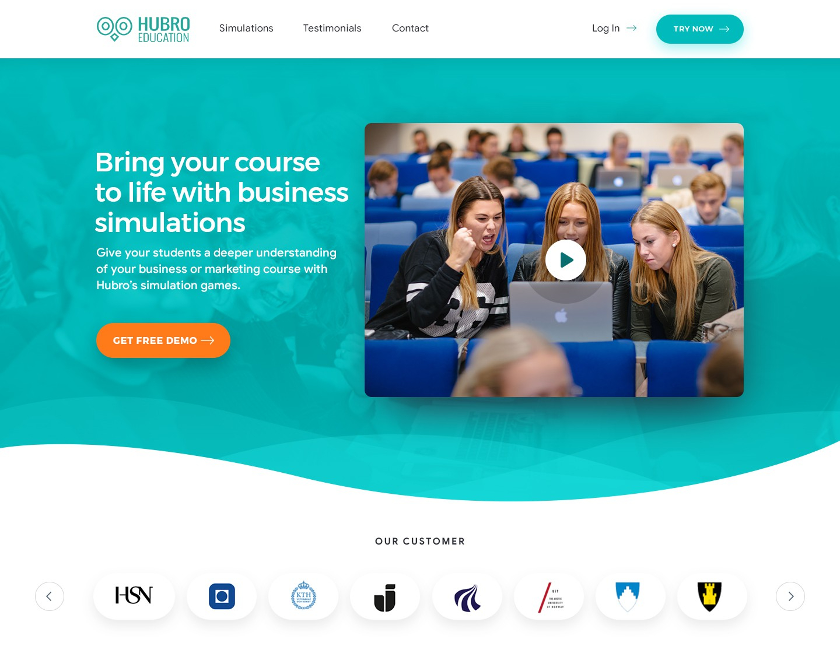 HUBRO
EDUCATION
Simulations
Testimonials
Contact
Log In
TRY NOW
Bring your course
to life with business
simulations
Give your students a deeper understanding
of your business or marketing course with
Hubro's simulation games.
GET FREE DEMO
36
OUR CUSTOMER
HSN
KTH